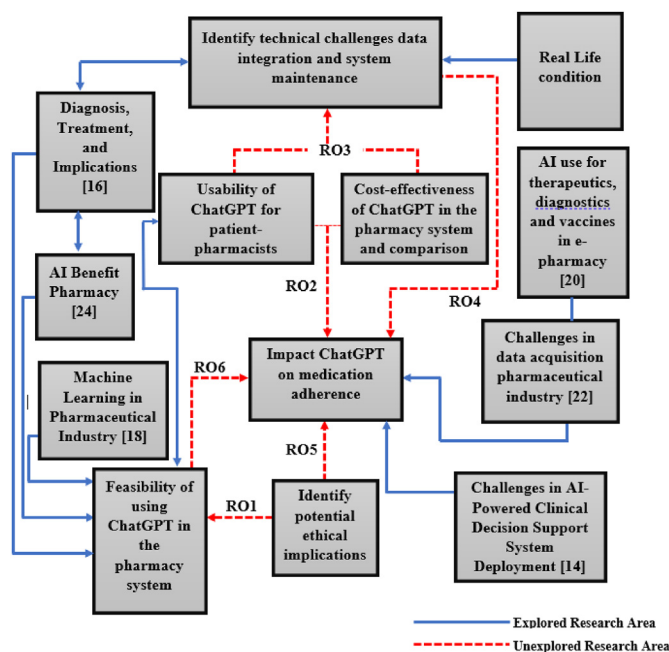 Identify technical challenges data
integration and system
maintenance
Real Life
condition
Diagnosis,
Treatment,
and
Implications
[16]
RO3
AI use for
therapeutics,
diagnostics
and vaccines
in e-
pharmacy
[20]
Usability of
ChatGPT for
patient-
pharmacists
Cost-effectiveness
of ChatGPT in the
pharmacy system
and comparison
AI Benefit
Pharmacy
[24]
RO2
RO4
Impact ChatGPT
on medication
adherence
Challenges in
data acquisition
pharmaceutical
industry [22]
RO6
Machine
Learning in
Pharmaceutical
Industry [18]
RO5
Feasibility of
using
ChatGPT in
the
pharmacy
system
RO1
Identify
potential
ethical
implications
Challenges in AI-
Powered Clinical
Decision Support
System
Deployment [14]
Explored Research Area
Unexplored Research Area